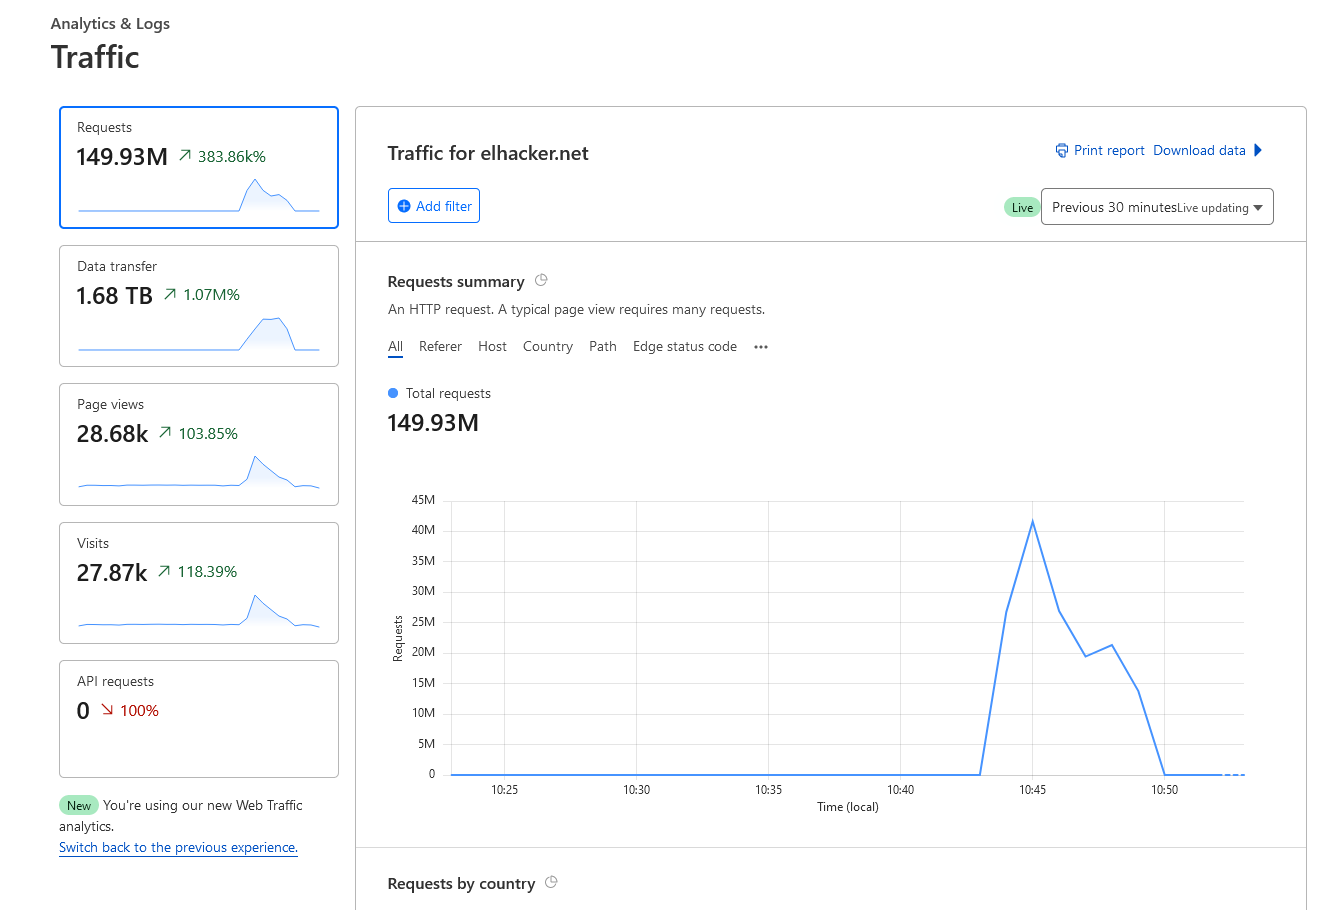 Analytics & Logs
Traffic
Requests
149.93M 383.86k%
Data transfer
1.68 TB 1.07M%
Page views
28.68k 103.85%
Visits
27.87k 118.39%
API requests
0 100%
New You're using our new Web Traffic
analytics.
Switch back to the previous experience.
Traffic for elhacker.net
Print report Download data
Add filter
Live Previous 30 minutes Live updating
Requests summary
An HTTP request. A typical page view requires many requests.
All Referer Host Country Path Edge status code
Total requests
149.93M
45M
40M
35M
30M
25M
20M
15M
10M
5M
0
Requests
10:25 10:30 10:35 10:40 10:45 10:50
Time (local)
Requests by country